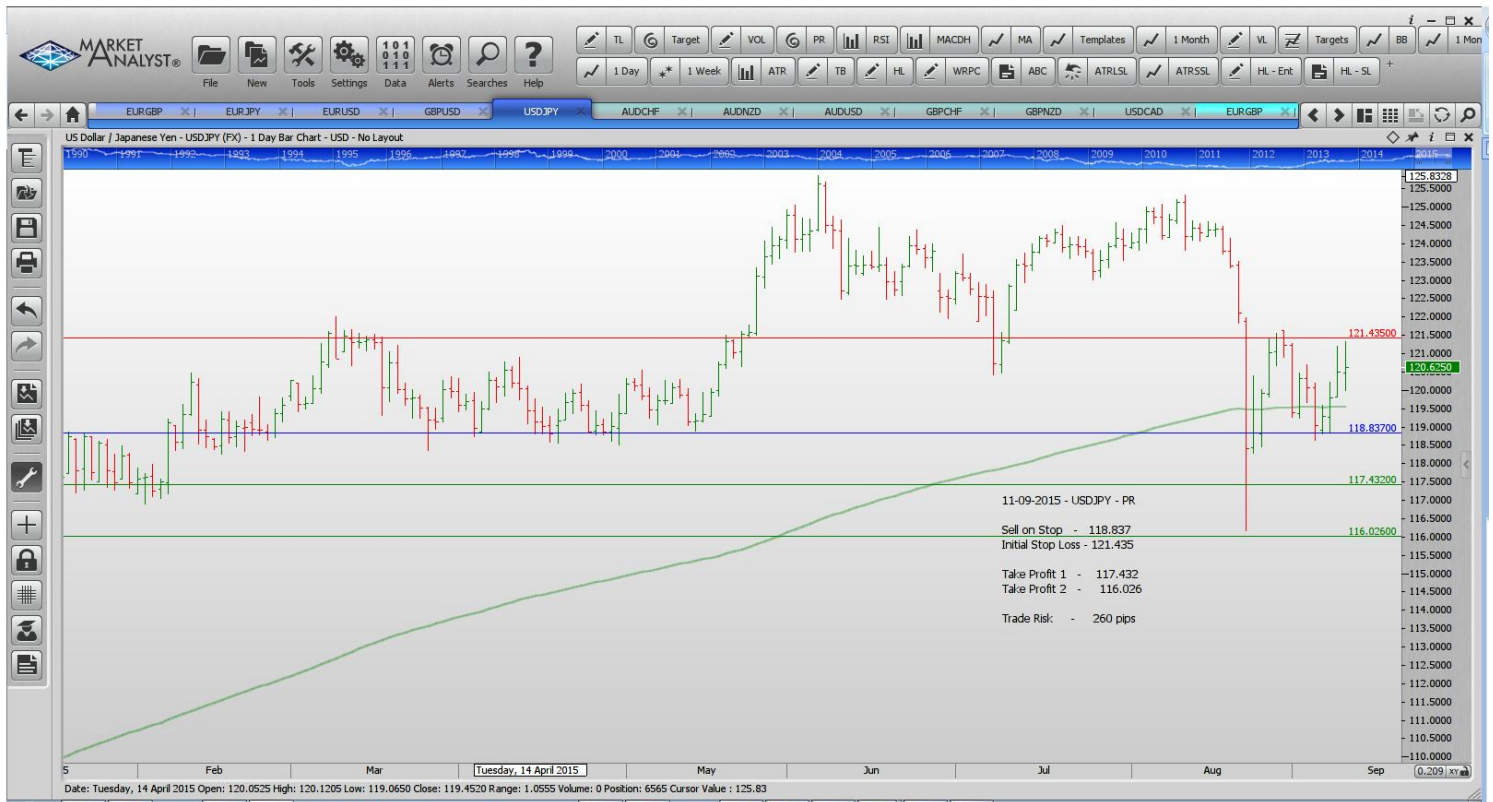 i
MARKET ANALYST®
File New Tools Settings Data Alerts Searches Help
TL Target VOL PR RSI MACDH MA Templates 1 Month VL Targets BB 1 Mon
1 Day 1 Week ATR TB HL WRPC ABC ATRLSL ATRSSL HL - Ent HL - SL
EURGBP EURJPY EURUSD GBPUSD USDJPY AUDCHF AUDNZD AUDUSD GBPCHF GBPNZD USDCAD EURGBP
US Dollar / Japanese Yen - USDJPY (FX) - 1 Day Bar Chart - USD - No Layout
1990 1991 1992 1993 1994 1995 1996 1997 1998 1999 2000 2001 2002 2003 2004 2005 2006 2007 2008 2009 2010 2011 2012 2013 2014 2015
125.8328
125.5000
125.0000
124.5000
124.0000
123.5000
123.0000
122.5000
122.0000
121.5000
121.43500
121.0000
120.6250
120.0000
119.5000
119.0000
118.83700
118.5000
118.0000
117.43200
117.5000
117.0000
116.5000
116.02600
116.0000
115.5000
115.0000
114.5000
114.0000
113.5000
113.0000
112.5000
112.0000
111.5000
111.0000
110.5000
110.0000
11-09-2015 - USDJPY - PR
Sell on Stop - 118.837
Initial Stop Loss - 121.435
Take Profit 1 - 117.432
Take Profit 2 - 116.026
Trade Risk - 260 pips
5 Feb Mar Tuesday, 14 April 2015 May Jun Jul Aug Sep 0.209 XY
Date: Tuesday, 14 April 2015 Open: 120.0525 High: 120.1205 Low: 119.0650 Close: 119.4520 Range: 1.0555 Volume: 0 Position: 6565 Cursor Value : 125.83